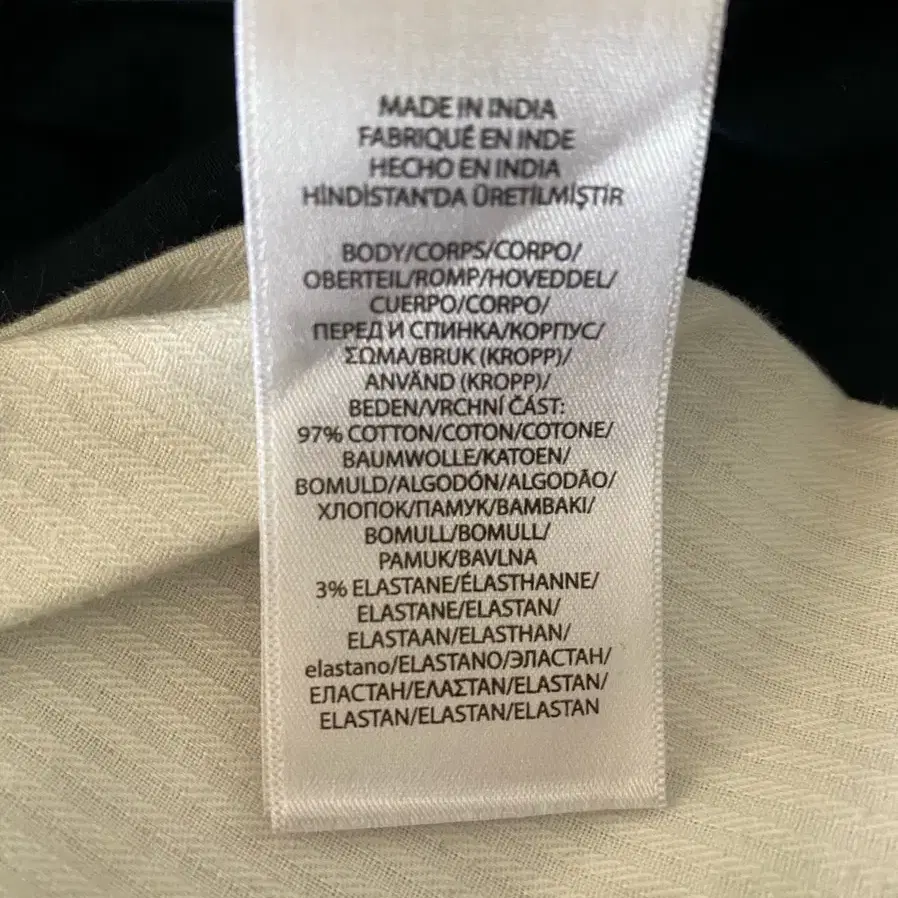 MADE IN INDIA
FABRIQUÉ EN INDE
HECHO EN INDIA
HİNDİSTAN'DA ÜRETİLMİŞTİR
BODY/CORPS/CORPO/
OBERTEIL/ROMP/HOVEDDEL/
CUERPO/CORPO/
ПЕРЕД И СПИНКА/КОРПУС/
ΣΩΜΑ/BRUK (KROPP)/
ANVÄND (KROPP)/
BEDEN/VRCHNÍ ČÁST:
97% COTTON/COTON/COTONE/
BAUMWOLLE/KATOEN/
BOMULD/ALGODÓN/ALGODÃO/
ХЛОПОК/ПАМУК/ΒΑΜΒΑΚΙ/
BOMULL/BOMULL/
PAMUK/BAVLNA
3% ELASTANE/ÉLASTHANNE/
ELASTANE/ELASTAN/
ELASTAAN/ELASTHAN/
elastano/ELASTANO/ЭЛАСТАН/
ЕЛАСТАН/ΕΛΑΣΤΑΝ/ELASTAN/
ELASTAN/ELASTAN/ELASTAN